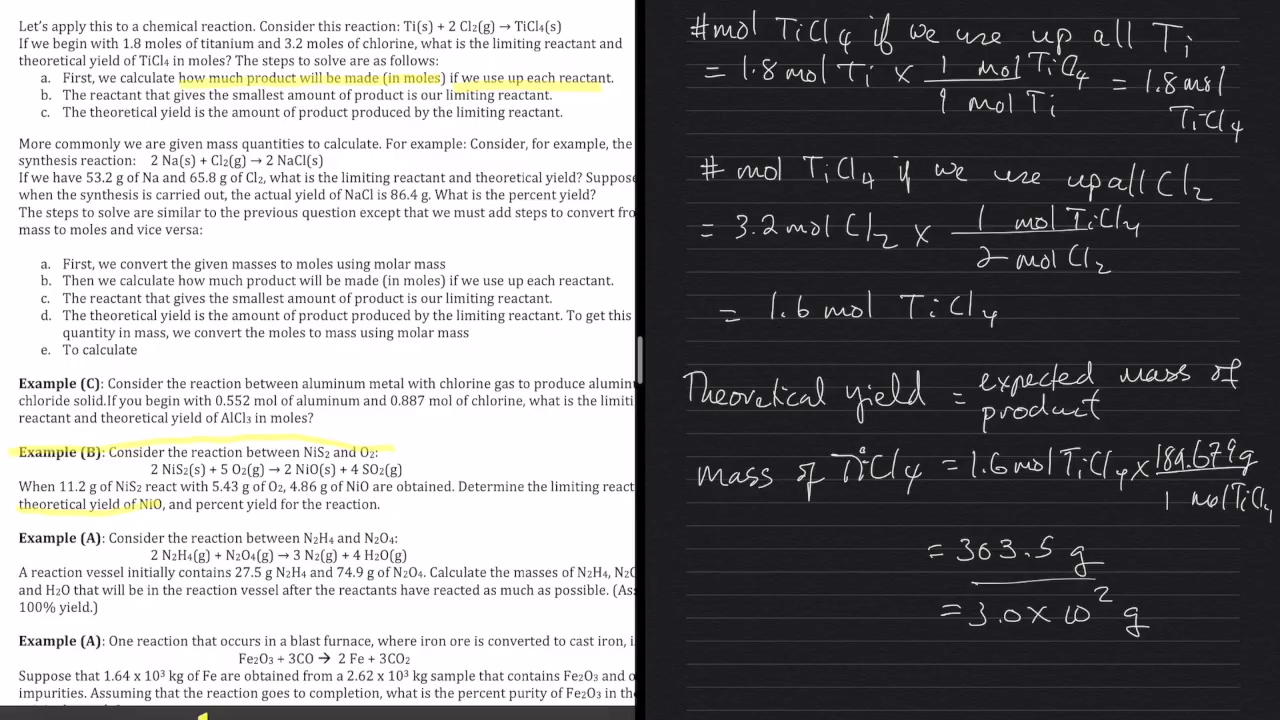 Let’s apply this to a chemical reaction. Consider this reaction: Ti(s) + 2 Cl₂(g) → TiCl₄(s)
If we begin with 1.8 moles of titanium and 3.2 moles of chlorine, what is the limiting reactant and
theoretical yield of TiCl₄ in moles? The steps to solve are as follows:
a. First, we calculate how much product will be made (in moles) if we use up each reactant.
b. The reactant that gives the smallest amount of product is our limiting reactant.
c. The theoretical yield is the amount of product produced by the limiting reactant.
More commonly we are given mass quantities to calculate. For example: Consider, for example, the
synthesis reaction: 2 Na(s) + Cl₂(g) → 2 NaCl(s)
If we have 53.2 g of Na and 65.8 g of Cl₂, what is the limiting reactant and theoretical yield? Suppose
when the synthesis is carried out, the actual yield of NaCl is 86.4 g. What is the percent yield?
The steps to solve are similar to the previous question except that we must add steps to convert fro
mass to moles and vice versa:
a. First, we convert the given masses to moles using molar mass
b. Then we calculate how much product will be made (in moles) if we use up each reactant.
c. The reactant that gives the smallest amount of product is our limiting reactant.
d. The theoretical yield is the amount of product produced by the limiting reactant. To get this
quantity in mass, we convert the moles to mass using molar mass
e. To calculate
Example (C): Consider the reaction between aluminum metal with chlorine gas to produce alumin
chloride solid.If you begin with 0.552 mol of aluminum and 0.887 mol of chlorine, what is the limiti
reactant and theoretical yield of AlCl₃ in moles?
Example (B): Consider the reaction between NiS₂ and O₂:
2 NiS₂(s) + 5 O₂(g) → 2 NiO(s) + 4 SO₂(g)
When 11.2 g of NiS₂ react with 5.43 g of O₂, 4.86 g of NiO are obtained. Determine the limiting react
theoretical yield of NiO, and percent yield for the reaction.
Example (A): Consider the reaction between N₂H₄ and N₂O₄:
2 N₂H₄(g) + N₂O₄(g) → 3 N₂(g) + 4 H₂O(g)
A reaction vessel initially contains 27.5 g N₂H₄ and 74.9 g of N₂O₄. Calculate the masses of N₂H₄, N₂O
and H₂O that will be in the reaction vessel after the reactants have reacted as much as possible. (As
100% yield.)
Example (A): One reaction that occurs in a blast furnace, where iron ore is converted to cast iron, i
Fe₂O₃ + 3CO → 2 Fe + 3CO₂
Suppose that 1.64 x 10³ kg of Fe are obtained from a 2.62 x 10³ kg sample that contains Fe₂O₃ and o
impurities. Assuming that the reaction goes to completion, what is the percent purity of Fe₂O₃ in the
#mol TiCl₄ if we use up all Ti
= 1.8 mol Ti × 1 mol TiCl₄ / 1 mol Ti = 1.8 mol
TiCl₄
# mol TiCl₄ if we use up all Cl₂
= 3.2 mol Cl₂ × 1 mol TiCl₄ / 2 mol Cl₂
= 1.6 mol TiCl₄
Theoretical yield = expected mass of
product
mass of TiCl₄ = 1.6 mol TiCl₄ × 189.679 g / 1 mol TiCl₄
= 303.5 g
= 3.0 × 10² g